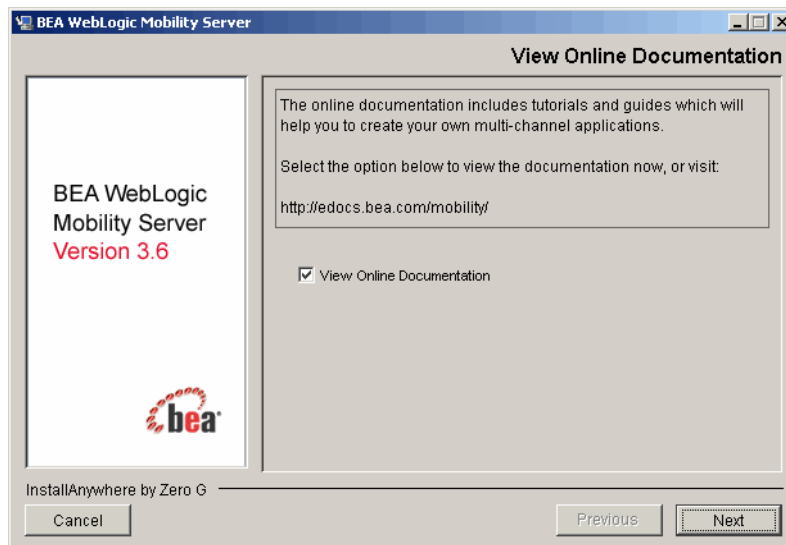 BEA WebLogic Mobility Server
View Online Documentation
BEA WebLogic
Mobility Server
Version 3.6
bea
The online documentation includes tutorials and guides which will
help you to create your own multi-channel applications.
Select the option below to view the documentation now, or visit:
http://edocs.bea.com/mobility/
View Online Documentation
InstallAnywhere by Zero G
Cancel
Previous
Next